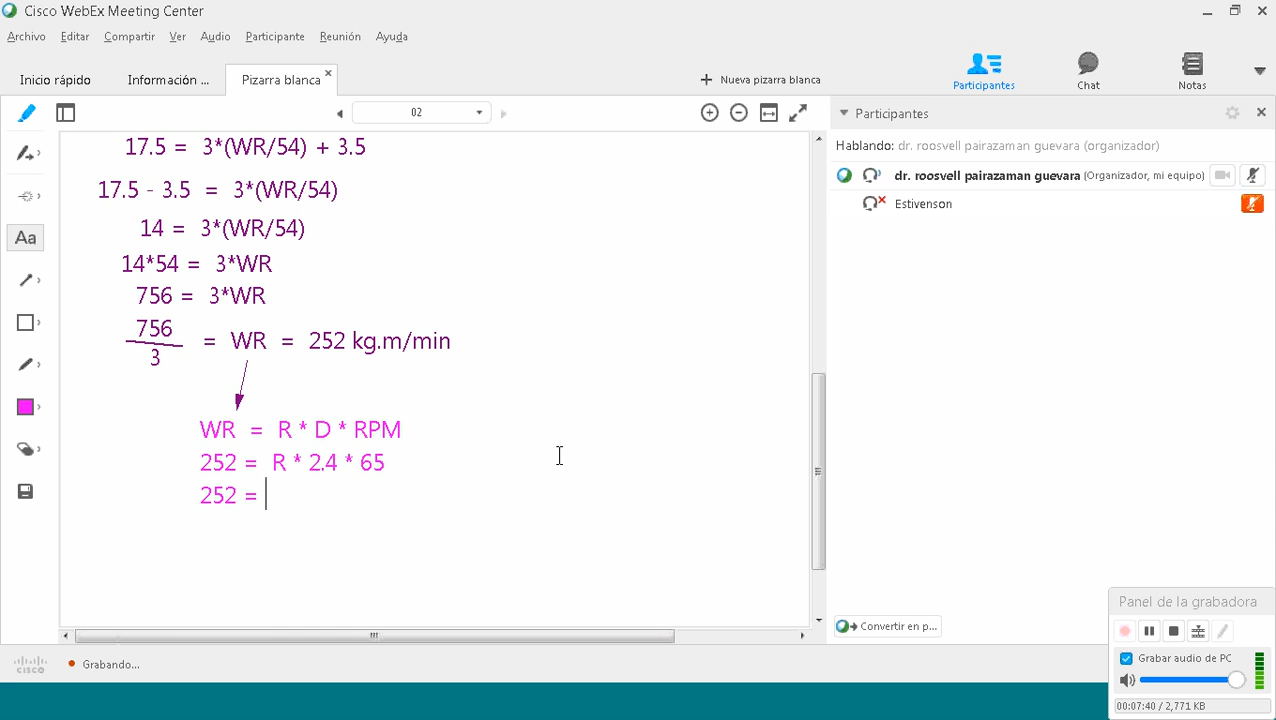 Cisco WebEx Meeting Center
Archivo Editar Compartir Ver Audio Participante Reunión Ayuda
Inicio rápido Información ... Pizarra blanca Nueva pizarra blanca
Participantes Chat Notas
02
Participantes
Hablando: dr. roosvell pairazaman guevara (organizador)
dr. roosvell pairazaman guevara (Organizador, mi equipo)
Estivenson
Aa
17.5 = 3*(WR/54) + 3.5
17.5 - 3.5 = 3*(WR/54)
14 = 3*(WR/54)
14*54 = 3*WR
756 = 3*WR
756
= WR = 252 kg.m/min
3
WR = R * D * RPM
252 = R * 2.4 * 65
252 =
Convertir en p...
Panel de la grabadora
Grabar audio de PC
00:07:40 / 2,771 KB
cisco
Grabando...